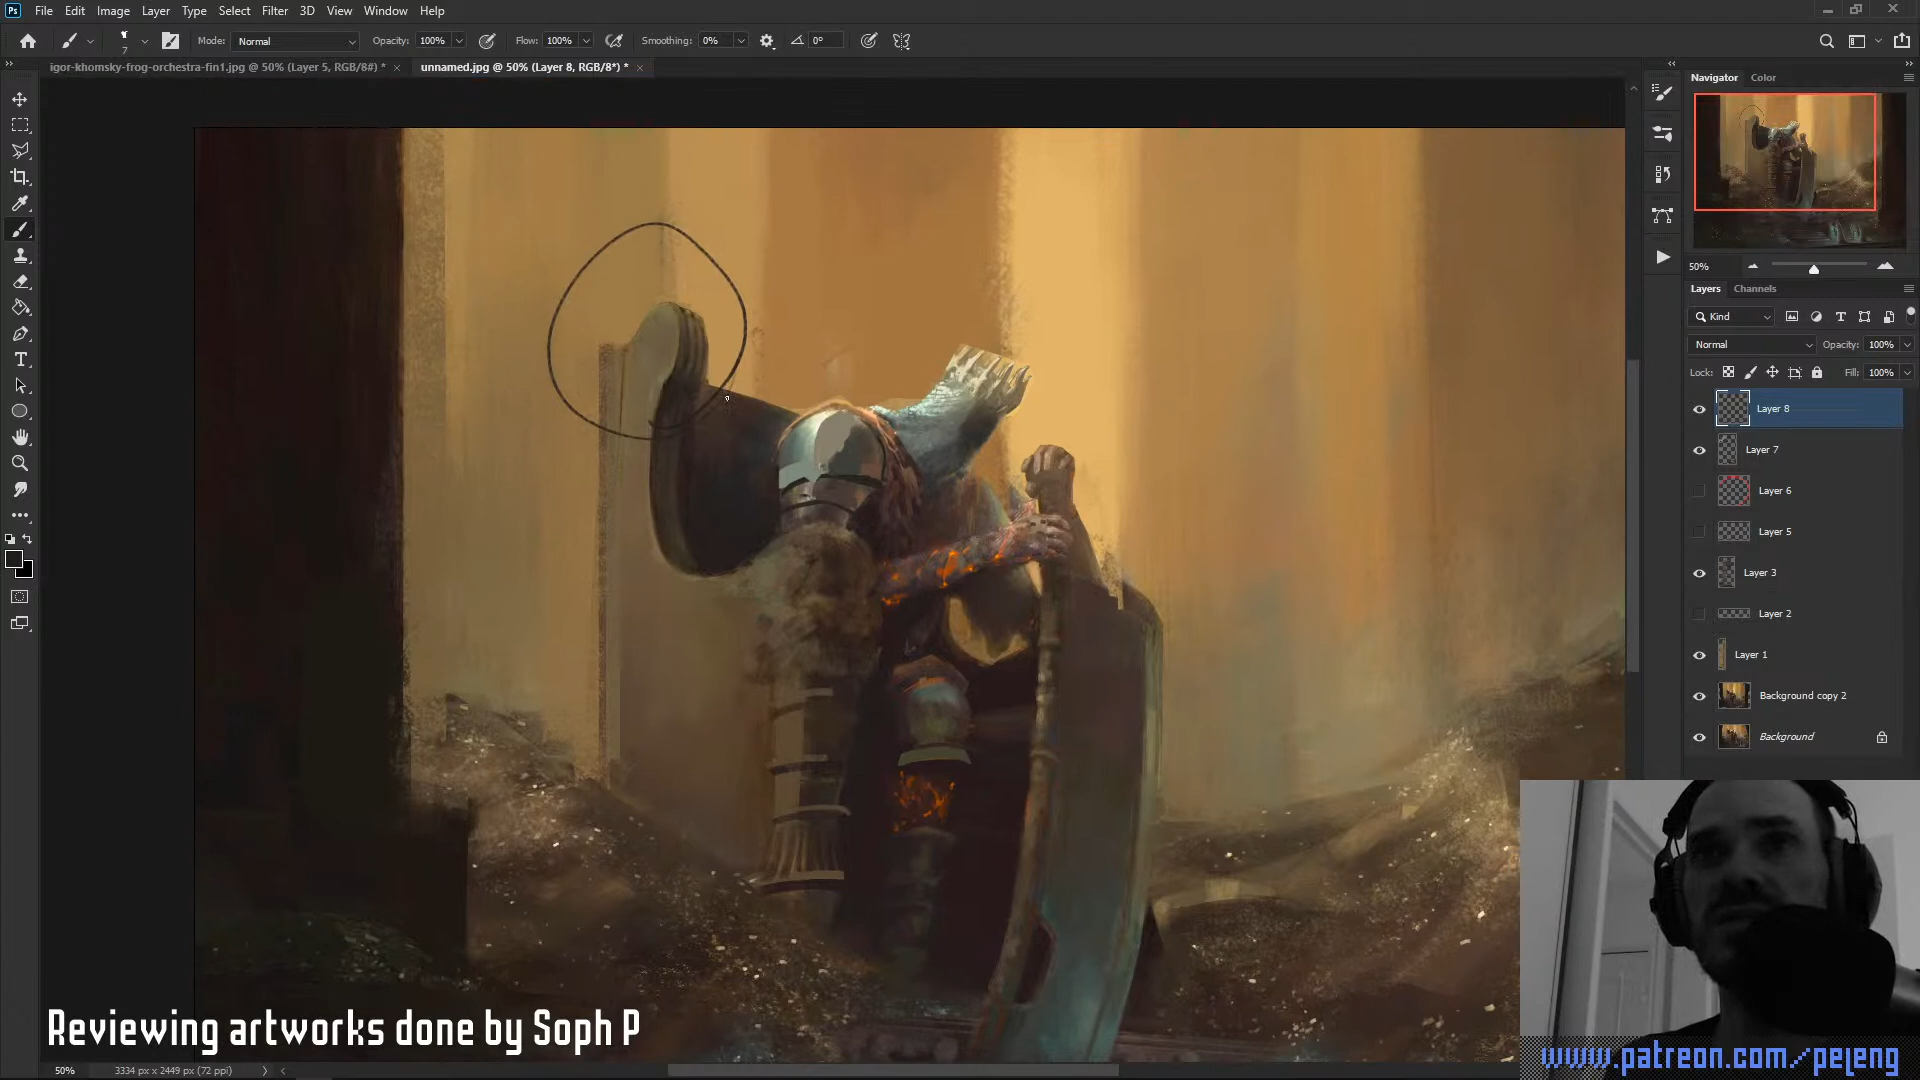 Ps File Edit Image Layer Type Select Filter 3D View Window Help
7 Mode: Normal Opacity: 100% Flow: 100% Smoothing: 0% 0°
igor-khomsky-frog-orchestra-fin1.jpg @ 50% (Layer 5, RGB/8#) * unnamed.jpg @ 50% (Layer 8, RGB/8*) *
Navigator Color
50%
Layers Channels
Kind
Normal Opacity: 100%
Lock: Fill: 100%
Layer 8
Layer 7
Layer 6
Layer 5
Layer 3
Layer 2
Layer 1
Background copy 2
Background
Reviewing artworks done by Soph P
www.patreon.com/pejeng
50% 3334 px x 2449 px (72 ppi)